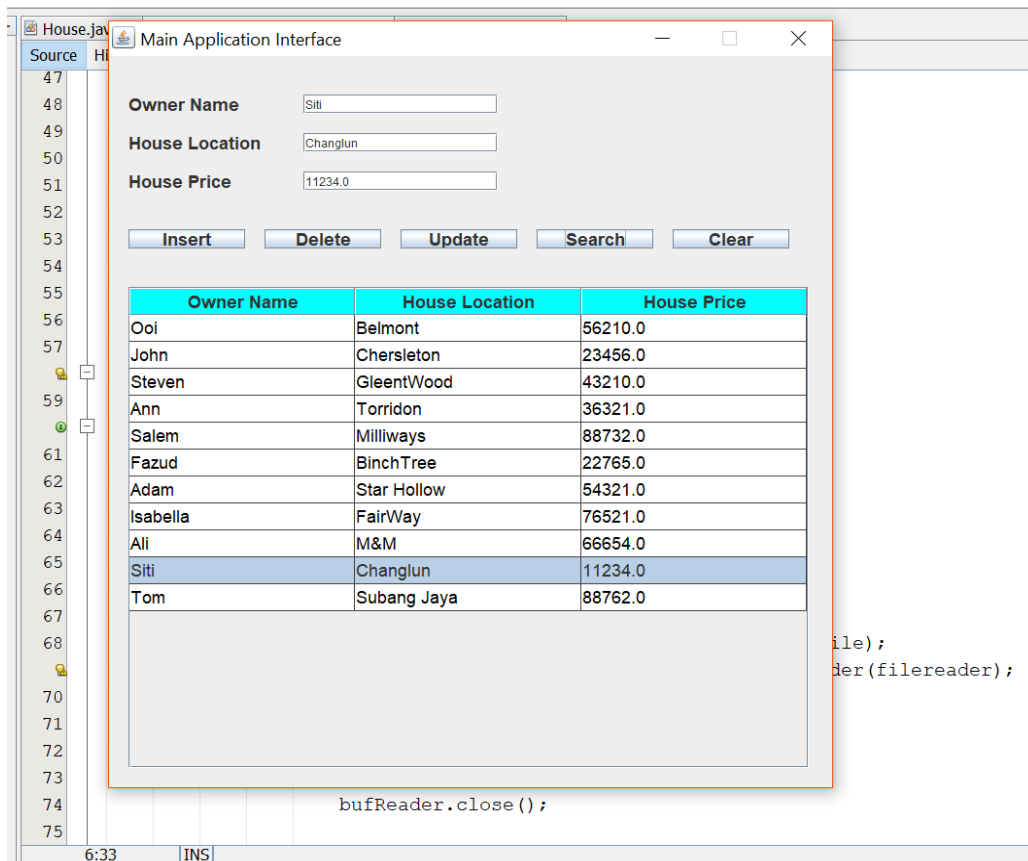 House.jav
Main Application Interface
Source Hi
47
48
49
50
51
52
53
54
55
56
57
59
61
62
63
64
65
66
67
68
70
71
72
73
74
75
Owner Name Siti
House Location Changlun
House Price 11234.0
Insert Delete Update Search Clear
Owner Name House Location House Price
Ooi Belmont 56210.0
John Chersleton 23456.0
Steven GleentWood 43210.0
Ann Torridon 36321.0
Salem Milliways 88732.0
Fazud BinchTree 22765.0
Adam Star Hollow 54321.0
Isabella FairWay 76521.0
Ali M&M 66654.0
Siti Changlun 11234.0
Tom Subang Jaya 88762.0
ile);
der(filereader);
bufReader.close();
6:33 INS